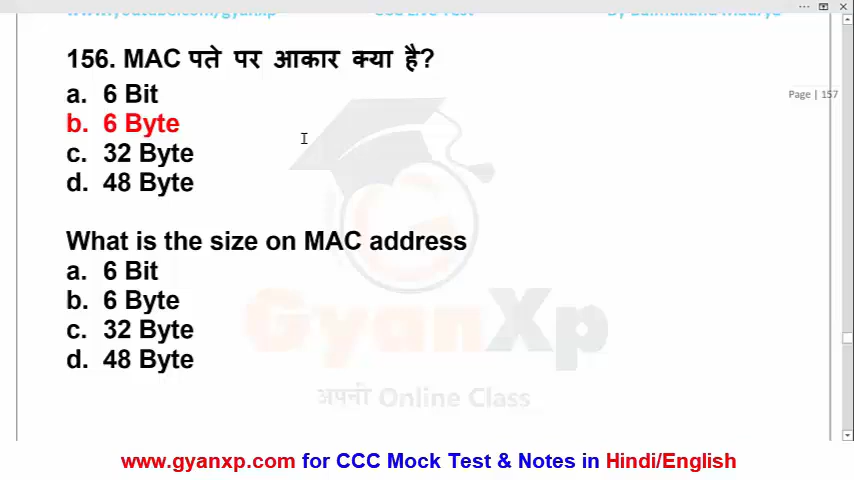 156. MAC पते पर आकार क्या है?
a. 6 Bit
b. 6 Byte
c. 32 Byte
d. 48 Byte
Page | 157
What is the size on MAC address
a. 6 Bit
b. 6 Byte
c. 32 Byte
d. 48 Byte
GyanXp
अपनी Online Class
www.gyanxp.com for CCC Mock Test & Notes in Hindi/English